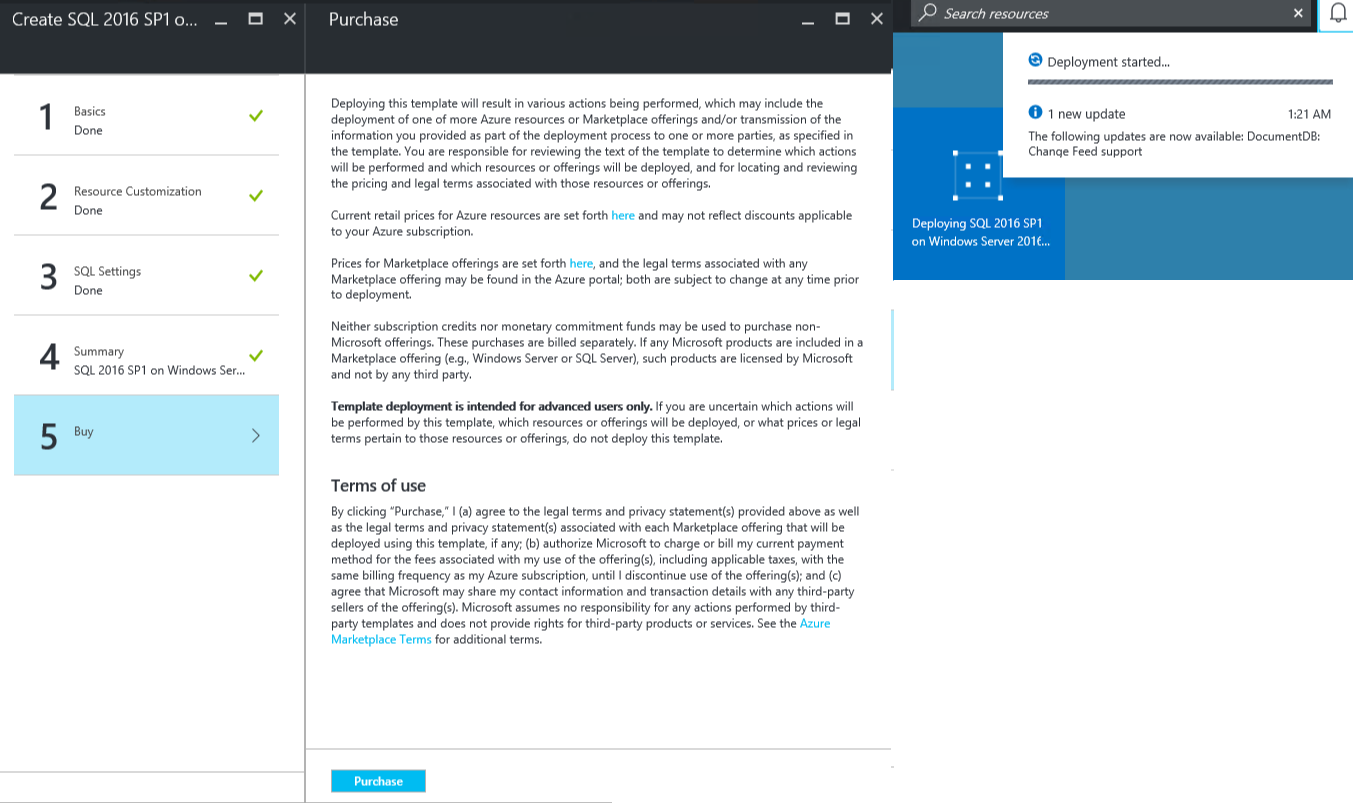 Create SQL 2016 SP1 o...
1
Basics
Done
2
Resource Customization
Done
3
SQL Settings
Done
4
Summary
SQL 2016 SP1 on Windows Ser...
5
Buy
Purchase
Deploying this template will result in various actions being performed, which may include the
deployment of one of more Azure resources or Marketplace offerings and/or transmission of the
information you provided as part of the deployment process to one or more parties, as specified in
the template. You are responsible for reviewing the text of the template to determine which actions
will be performed and which resources or offerings will be deployed, and for locating and reviewing
the pricing and legal terms associated with those resources or offerings.
Current retail prices for Azure resources are set forth here and may not reflect discounts applicable
to your Azure subscription.
Prices for Marketplace offerings are set forth here, and the legal terms associated with any
Marketplace offering may be found in the Azure portal; both are subject to change at any time prior
to deployment.
Neither subscription credits nor monetary commitment funds may be used to purchase non-
Microsoft offerings. These purchases are billed separately. If any Microsoft products are included in a
Marketplace offering (e.g., Windows Server or SQL Server), such products are licensed by Microsoft
and not by any third party.
Template deployment is intended for advanced users only. If you are uncertain which actions will
be performed by this template, which resources or offerings will be deployed, or what prices or legal
terms pertain to those resources or offerings, do not deploy this template.
Terms of use
By clicking “Purchase,” I (a) agree to the legal terms and privacy statement(s) provided above as well
as the legal terms and privacy statement(s) associated with each Marketplace offering that will be
deployed using this template, if any; (b) authorize Microsoft to charge or bill my current payment
method for the fees associated with my use of the offering(s), including applicable taxes, with the
same billing frequency as my Azure subscription, until I discontinue use of the offering(s); and (c)
agree that Microsoft may share my contact information and transaction details with any third-party
sellers of the offering(s). Microsoft assumes no responsibility for any actions performed by third-
party templates and does not provide rights for third-party products or services. See the Azure
Marketplace Terms for additional terms.
Purchase
Search resources
Deployment started...
1 new update 1:21 AM
The following updates are now available: DocumentDB:
Change Feed support
Deploying SQL 2016 SP1
on Windows Server 2016...